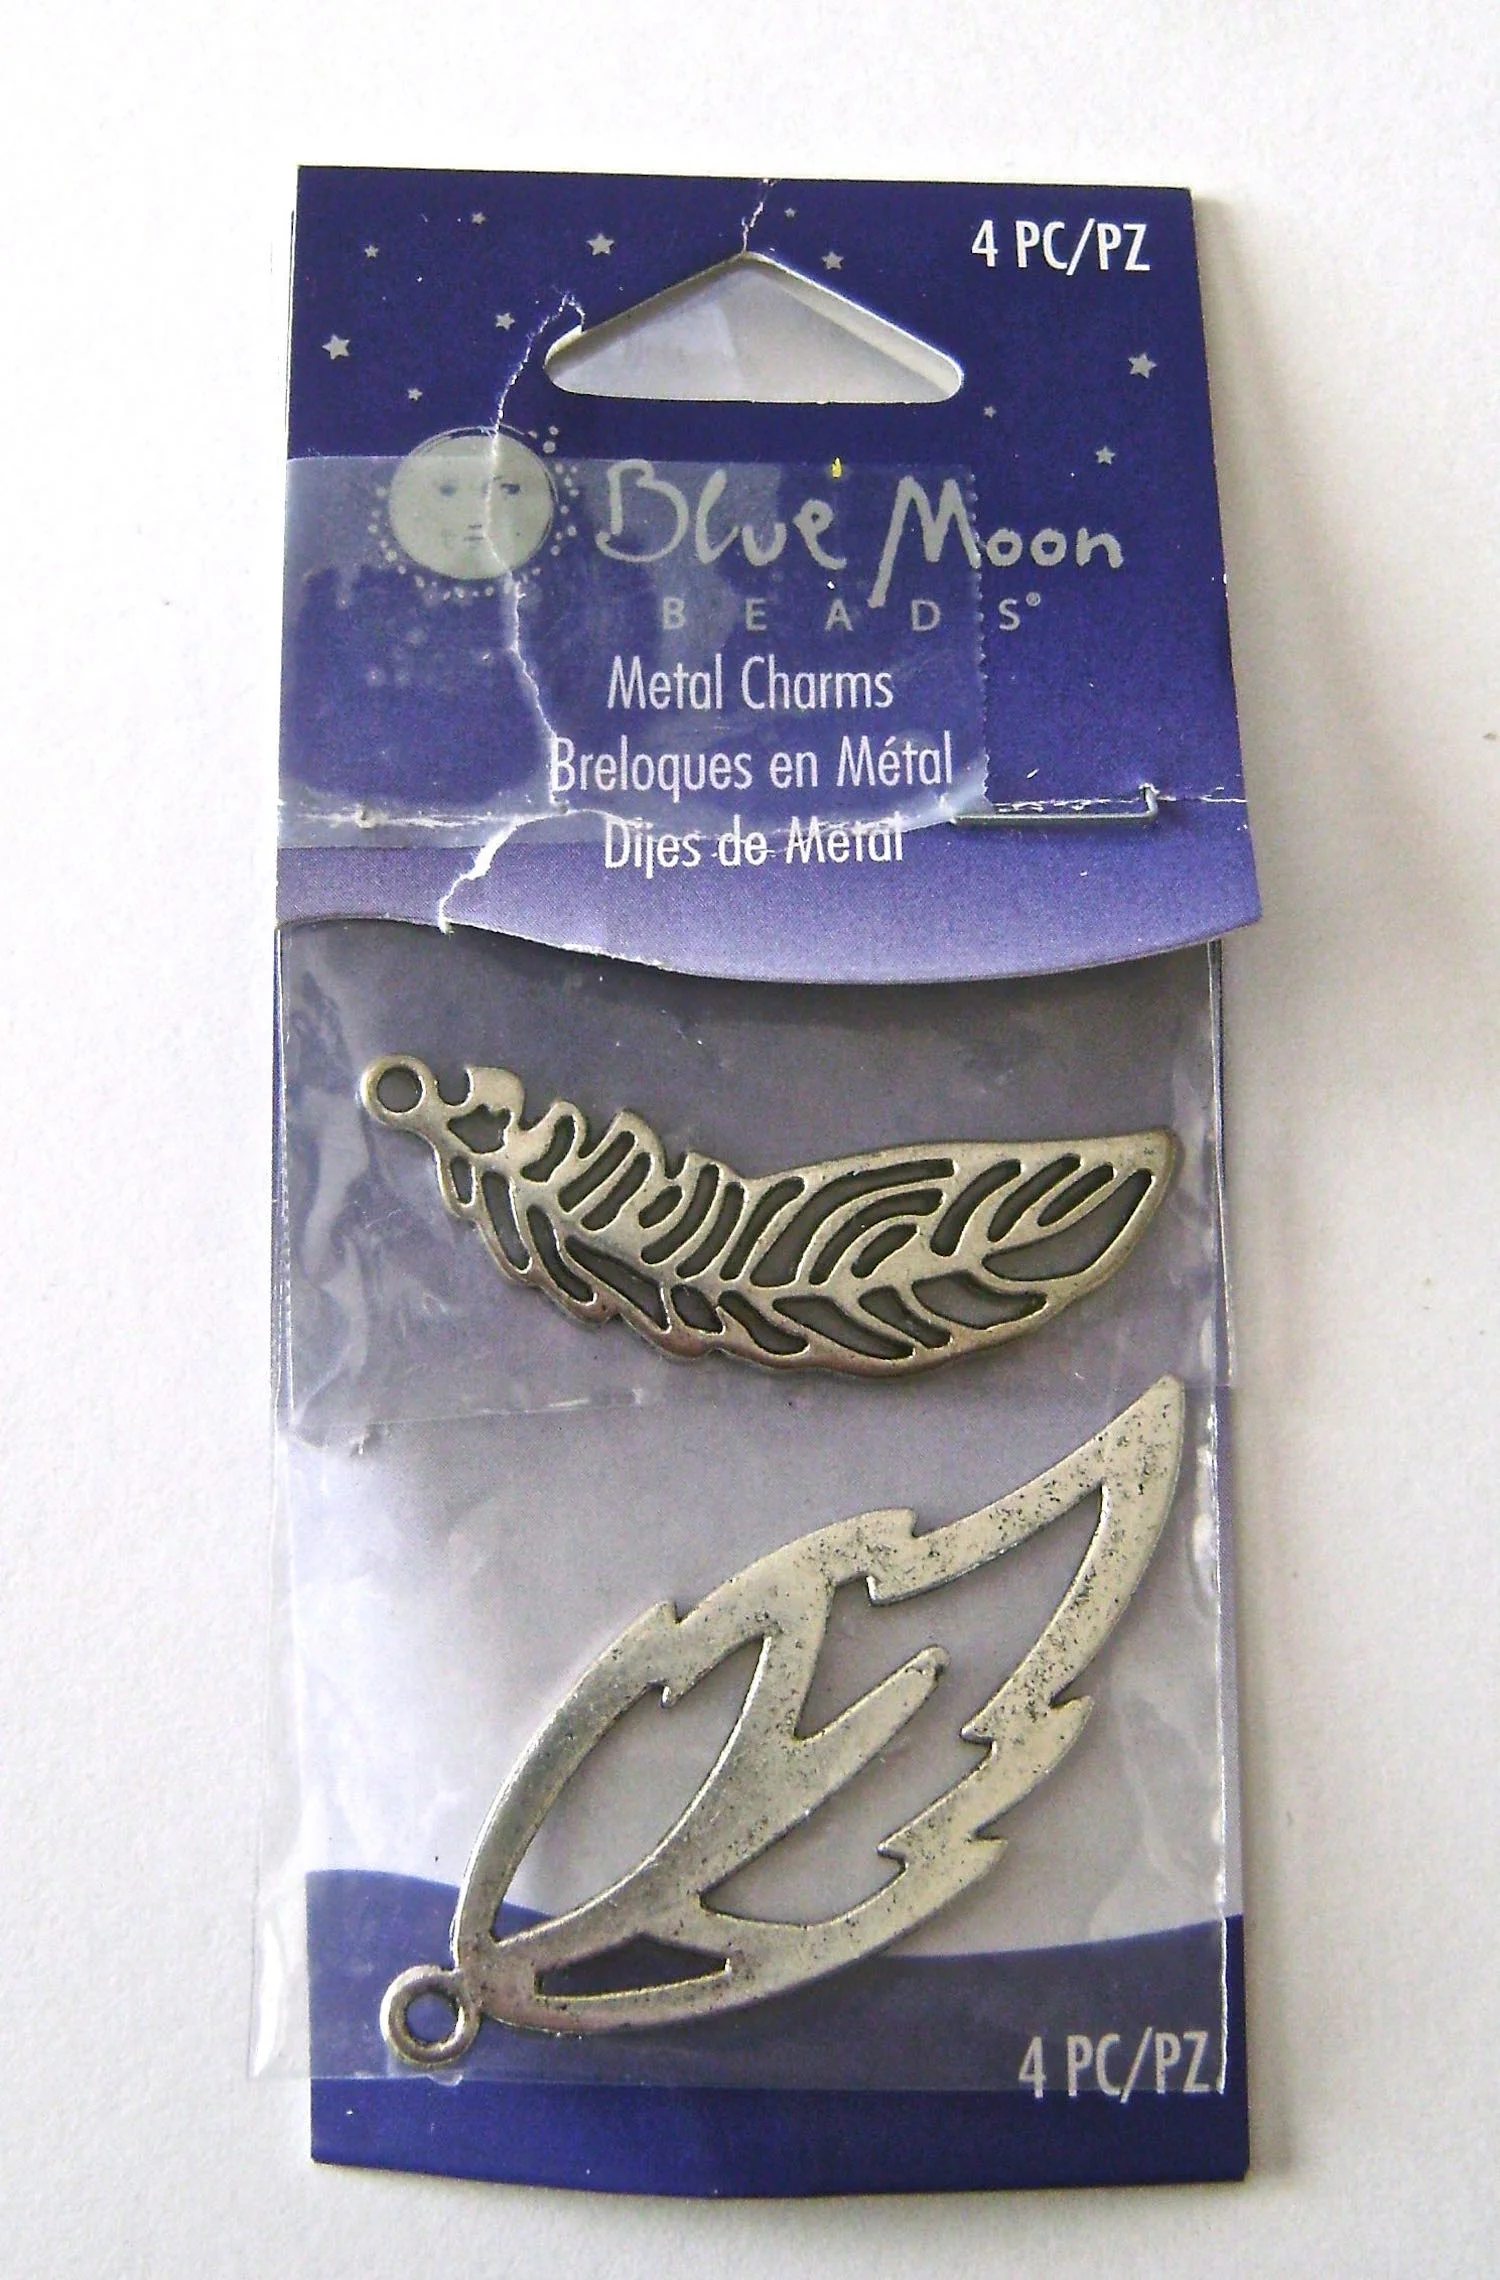 4 PC/PZ
Blue Moon
BEADS®
Metal Charms
Breloques en Métal
Dijes de Metal
4 PC/PZ